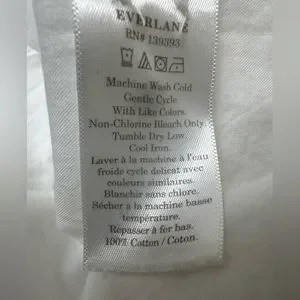 EVERLANE
RN# 139393
Machine Wash Cold
Gentle Cycle
With Like Colors.
Non-Chlorine Bleach Only.
Tumble Dry Low.
Cool Iron.
Laver à la machine à l'eau
froide cycle delicat avec
couleurs similaires.
Blanchir sans chlore.
Sécher à la machine basse
température.
Repasser à fer bas.
100% Cotton / Coton.